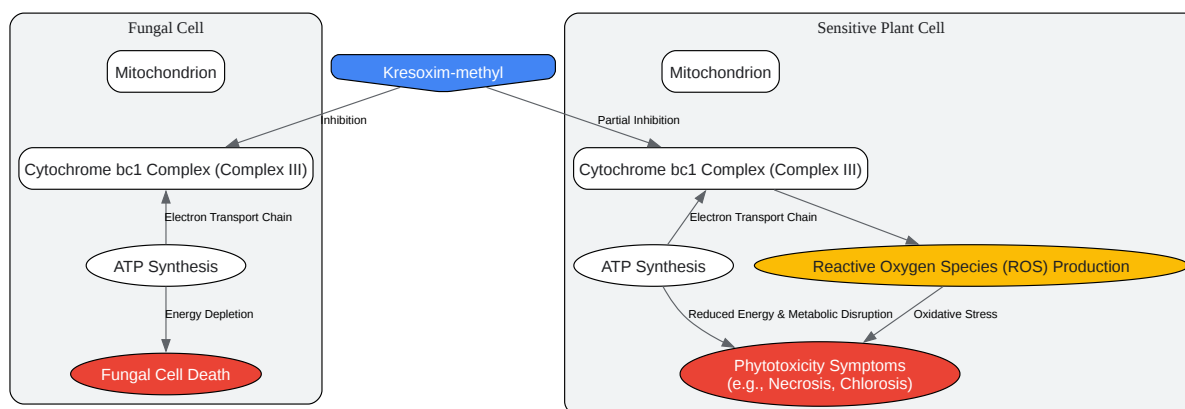 Fungal Cell
Mitochondrion
Inhibition
Cytochrome bc1 Complex (Complex III)
Electron Transport Chain
ATP Synthesis
Energy Depletion
Fungal Cell Death
Kresoxim-methyl
Sensitive Plant Cell
Mitochondrion
Partial Inhibition
Cytochrome bc1 Complex (Complex III)
Electron Transport Chain
ATP Synthesis
Reactive Oxygen Species (ROS) Production
Reduced Energy & Metabolic Disruption
Oxidative Stress
Phytotoxicity Symptoms
(e.g., Necrosis, Chlorosis)